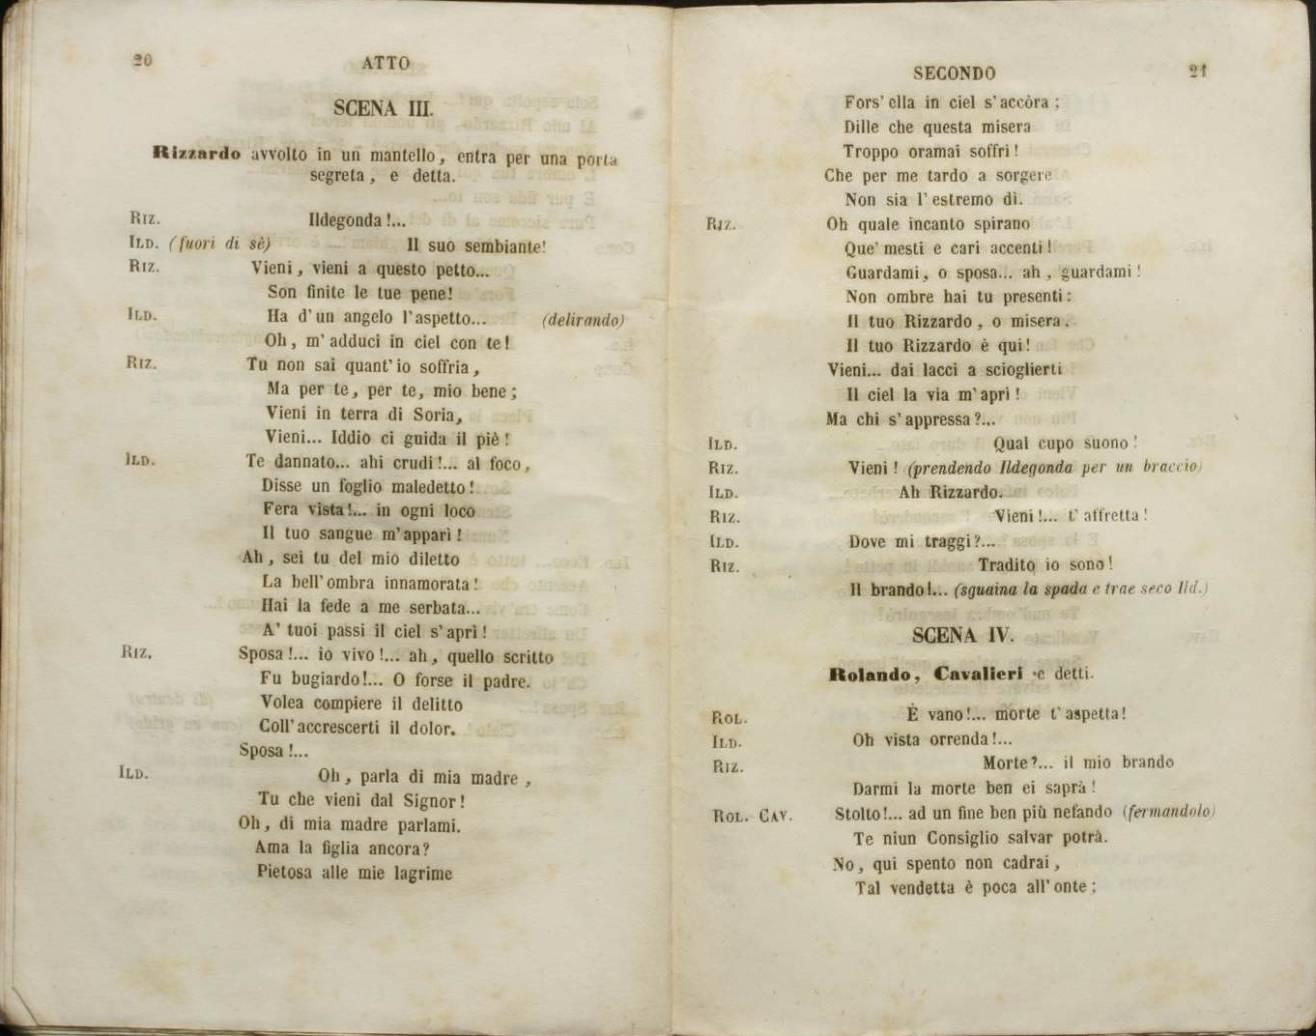 20
ATTO
SCENA III.
Rizzardo avvolto in un mantello, entra per una porta
segreta, e detta.
RIZ. Ildegonda!...
ILD. (fuori di sè) Il suo sembiante!
RIZ. Vieni, vieni a questo petto...
Son finite le tue pene!
ILD. Ha d'un angelo l'aspetto... (delirando)
Oh, m'adduci in ciel con te!
RIZ. Tu non sai quant'io soffria,
Ma per te, per te, mio bene;
Vieni in terra di Soria,
Vieni... Iddio ci guida il piè!
ILD. Te dannato... ahi crudi!... al foco,
Disse un foglio maledetto!
Fera vista!... in ogni loco
Il tuo sangue m'apparì!
Ah, sei tu del mio diletto
La bell'ombra innamorata!
Hai la fede a me serbata...
A' tuoi passi il ciel s'aprì!
RIZ. Sposa!... io vivo!... ah, quello scritto
Fu bugiardo!... O forse il padre.
Volea compiere il delitto
Coll'accrescerti il dolor.
Sposa!...
ILD. Oh, parla di mia madre,
Tu che vieni dal Signor!
Oh, di mia madre parlami.
Ama la figlia ancora?
Pietosa alle mie lagrime
SECONDO
21
Fors'ella in ciel s'accòra;
Dille che questa misera
Troppo oramai soffrì!
Che per me tardo a sorgere
Non sia l'estremo dì.
RIZ. Oh quale incanto spirano
Que' mesti e cari accenti!
Guardami, o sposa... ah, guardami!
Non ombre hai tu presenti:
Il tuo Rizzardo, o misera,
Il tuo Rizzardo è qui!
Vieni... dai lacci a scioglierti
Il ciel la via m'aprì!
Ma chi s'appressa?...
ILD. Qual cupo suono!
RIZ. Vieni! (prendendo Ildegonda per un braccio)
ILD. Ah Rizzardo.
RIZ. Vieni!... t'affretta!
ILD. Dove mi traggi?...
RIZ. Tradito io sono!
Il brando!... (sguaina la spada e trae seco Ild.)
SCENA IV.
Rolando, Cavalieri e detti.
ROL. È vano!... morte t'aspetta!
ILD. Oh vista orrenda!...
RIZ. Morte?... il mio brando
Darmi la morte ben ei saprà!
ROL. CAV. Stolto!... ad un fine ben più nefando (fermandolo)
Te niun Consiglio salvar potrà.
No, qui spento non cadrai,
Tal vendetta è poca all'onte;